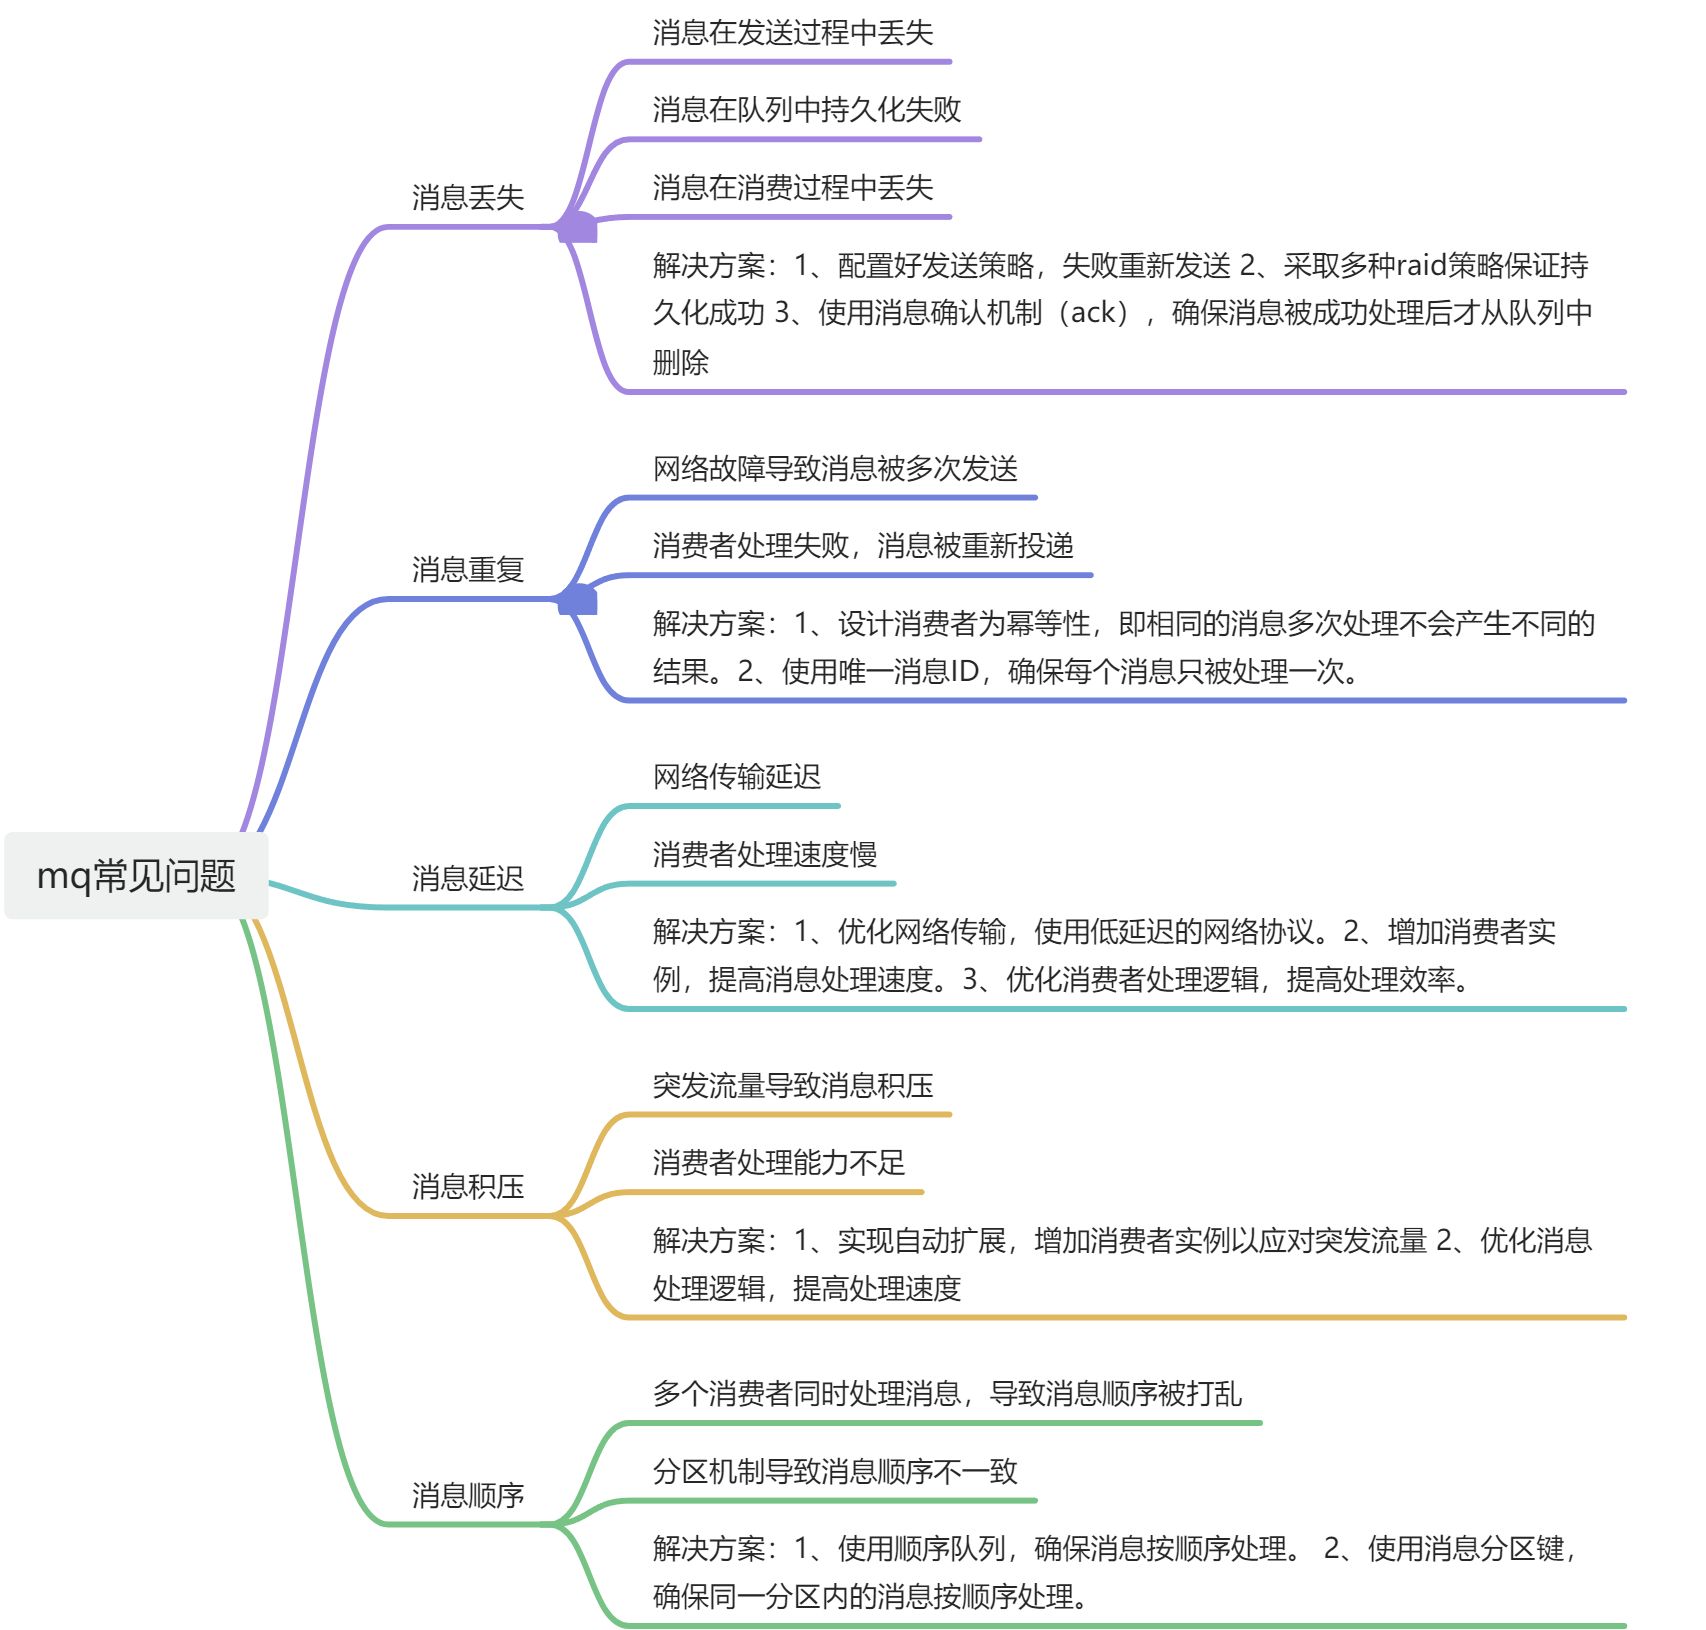 mq常见问题
消息丢失
消息在发送过程中丢失
消息在队列中持久化失败
消息在消费过程中丢失
解决方案：1、配置好发送策略，失败重新发送 2、采取多种raid策略保证持
久化成功 3、使用消息确认机制（ack），确保消息被成功处理后才从队列中
删除
消息重复
网络故障导致消息被多次发送
消费者处理失败，消息被重新投递
解决方案：1、设计消费者为幂等性，即相同的消息多次处理不会产生不同的
结果。2、使用唯一消息ID，确保每个消息只被处理一次。
消息延迟
网络传输延迟
消费者处理速度慢
解决方案：1、优化网络传输，使用低延迟的网络协议。2、增加消费者实
例，提高消息处理速度。3、优化消费者处理逻辑，提高处理效率。
消息积压
突发流量导致消息积压
消费者处理能力不足
解决方案：1、实现自动扩展，增加消费者实例以应对突发流量 2、优化消息
处理逻辑，提高处理速度
消息顺序
多个消费者同时处理消息，导致消息顺序被打乱
分区机制导致消息顺序不一致
解决方案：1、使用顺序队列，确保消息按顺序处理。 2、使用消息分区键，
确保同一分区内的消息按顺序处理。